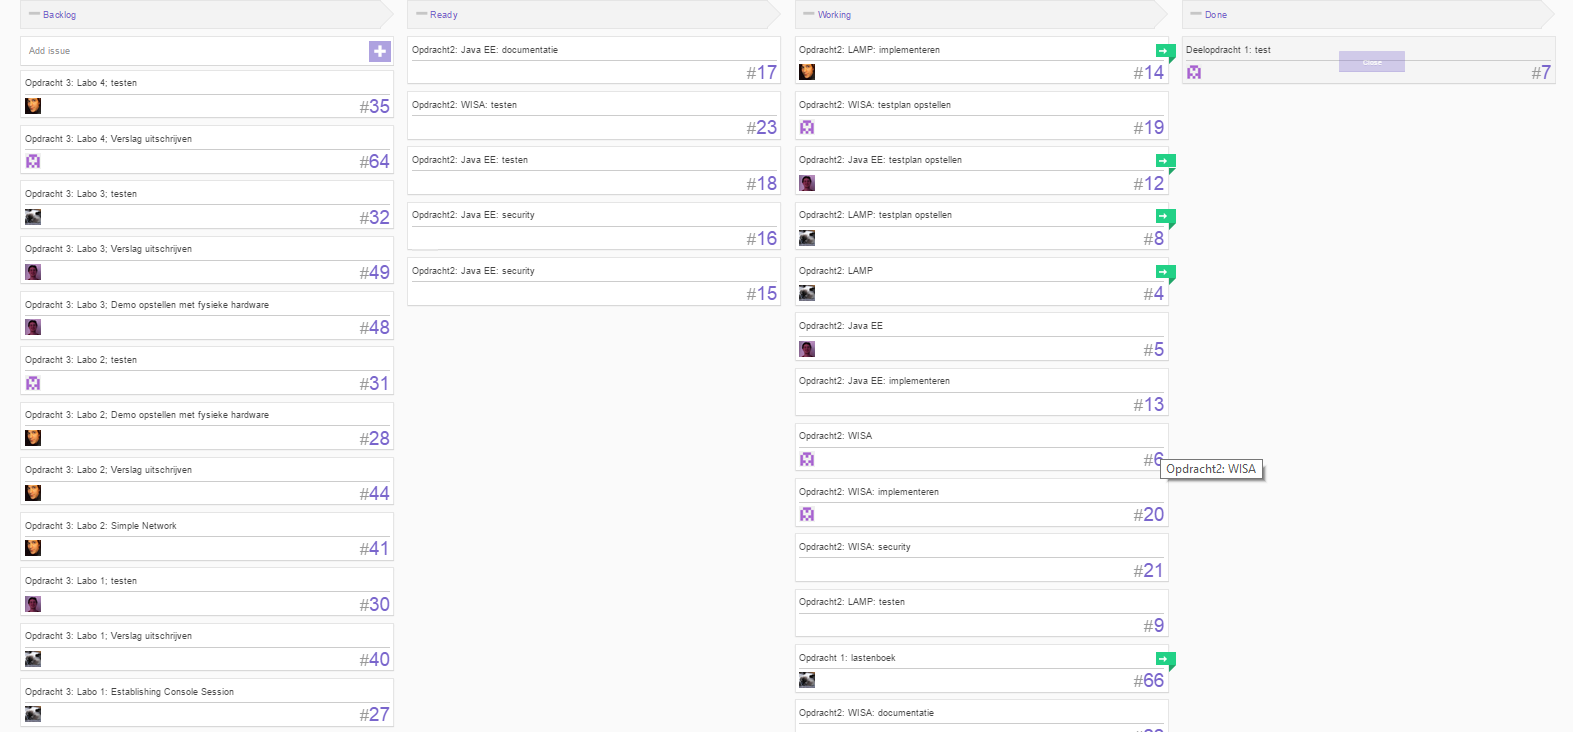 Backlog
Add issue
Opdracht 3: Labo 4; testen
#35
Opdracht 3: Labo 4; Verslag uitschrijven
#64
Opdracht 3: Labo 3; testen
#32
Opdracht 3: Labo 3; Verslag uitschrijven
#49
Opdracht 3: Labo 3; Demo opstellen met fysieke hardware
#48
Opdracht 3: Labo 2; testen
#31
Opdracht 3: Labo 2; Demo opstellen met fysieke hardware
#28
Opdracht 3: Labo 2; Verslag uitschrijven
#44
Opdracht 3: Labo 2: Simple Network
#41
Opdracht 3: Labo 1; testen
#30
Opdracht 3: Labo 1; Verslag uitschrijven
#40
Opdracht 3: Labo 1: Establishing Console Session
#27
Ready
Opdracht2: Java EE: documentatie
#17
Opdracht2: WISA: testen
#23
Opdracht2: Java EE: testen
#18
Opdracht2: Java EE: security
#16
Opdracht2: Java EE: security
#15
Working
Opdracht2: LAMP: implementeren
#14
Opdracht2: WISA: testplan opstellen
#19
Opdracht2: Java EE: testplan opstellen
#12
Opdracht2: LAMP: testplan opstellen
#8
Opdracht2: LAMP
#4
Opdracht2: Java EE
#5
Opdracht2: Java EE: implementeren
#13
Opdracht2: WISA
#6
Opdracht2: WISA
Opdracht2: WISA: implementeren
#20
Opdracht2: WISA: security
#21
Opdracht2: LAMP: testen
#9
Opdracht 1: lastenboek
#66
Opdracht2: WISA: documentatie
Done
Deelopdracht 1: test
Close
#7